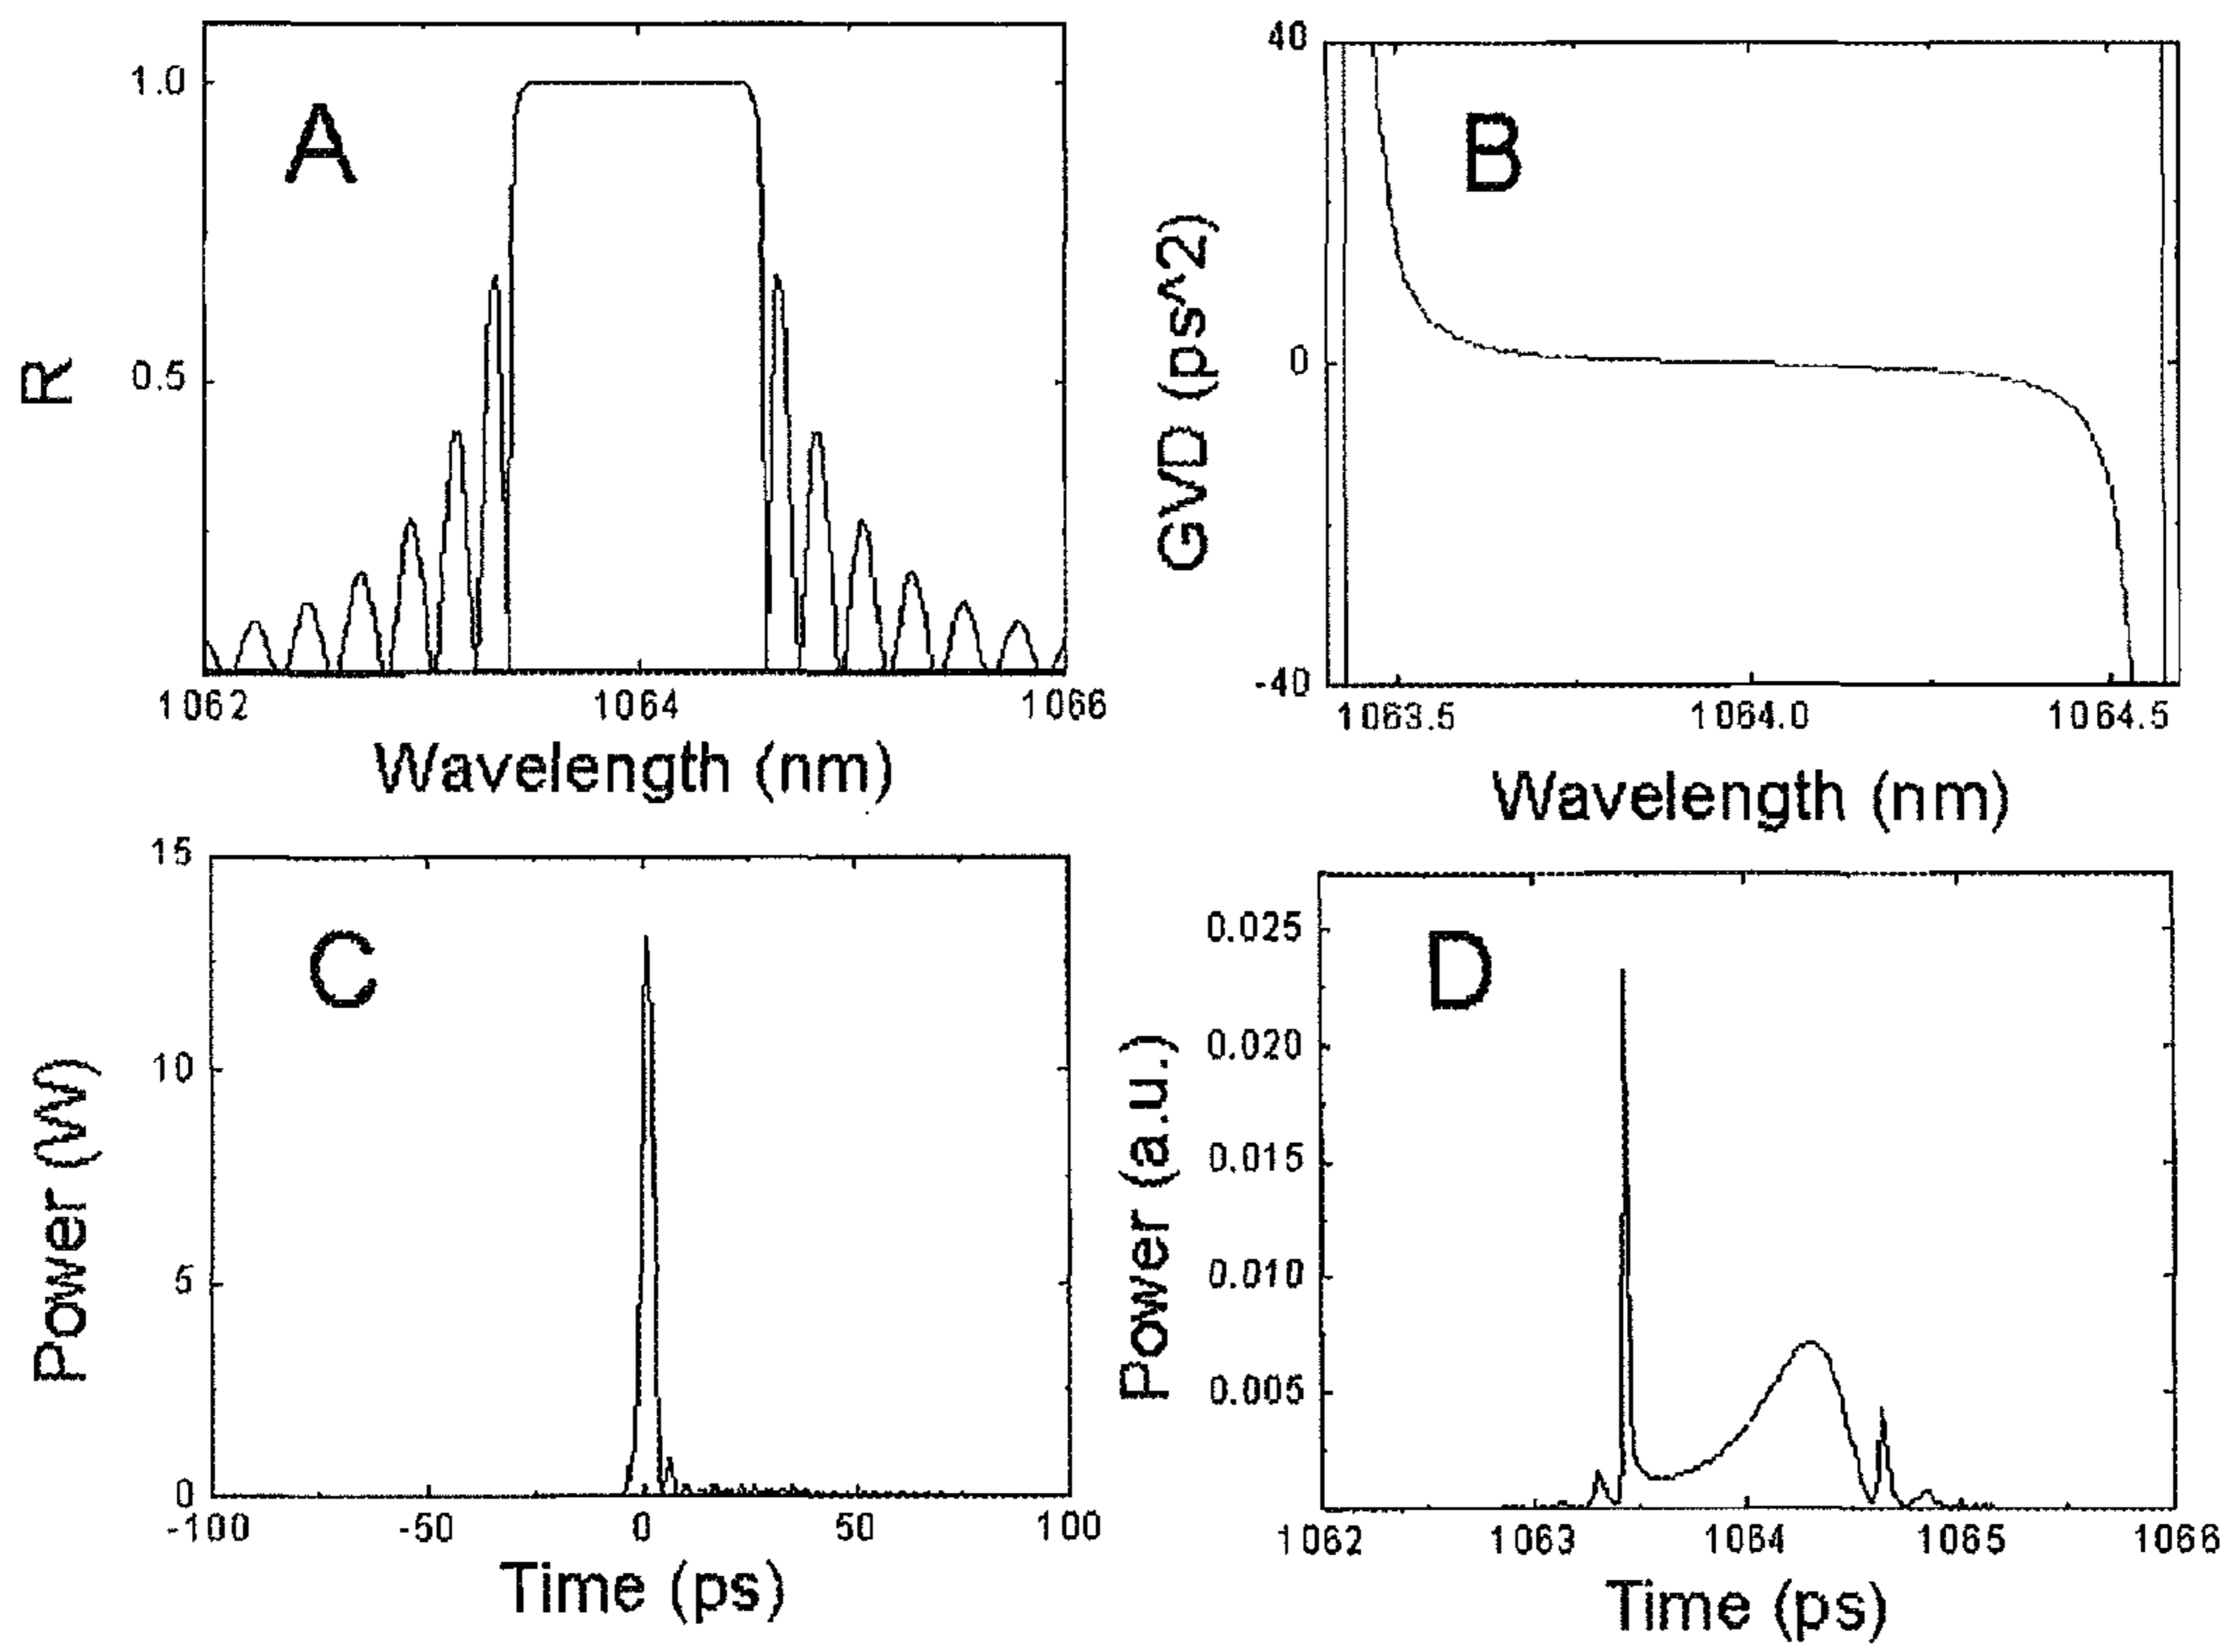 A
1.0
0.5
R
1062 1064 1066
Wavelength (nm)
B
40
0
-40
GVD (ps^2)
1063.5 1064.0 1064.5
Wavelength (nm)
C
15
10
5
0
Power (W)
-100 -50 0 50 100
Time (ps)
D
0.025
0.020
0.015
0.010
0.005
Power (a.u.)
1062 1063 1064 1065 1066
Time (ps)